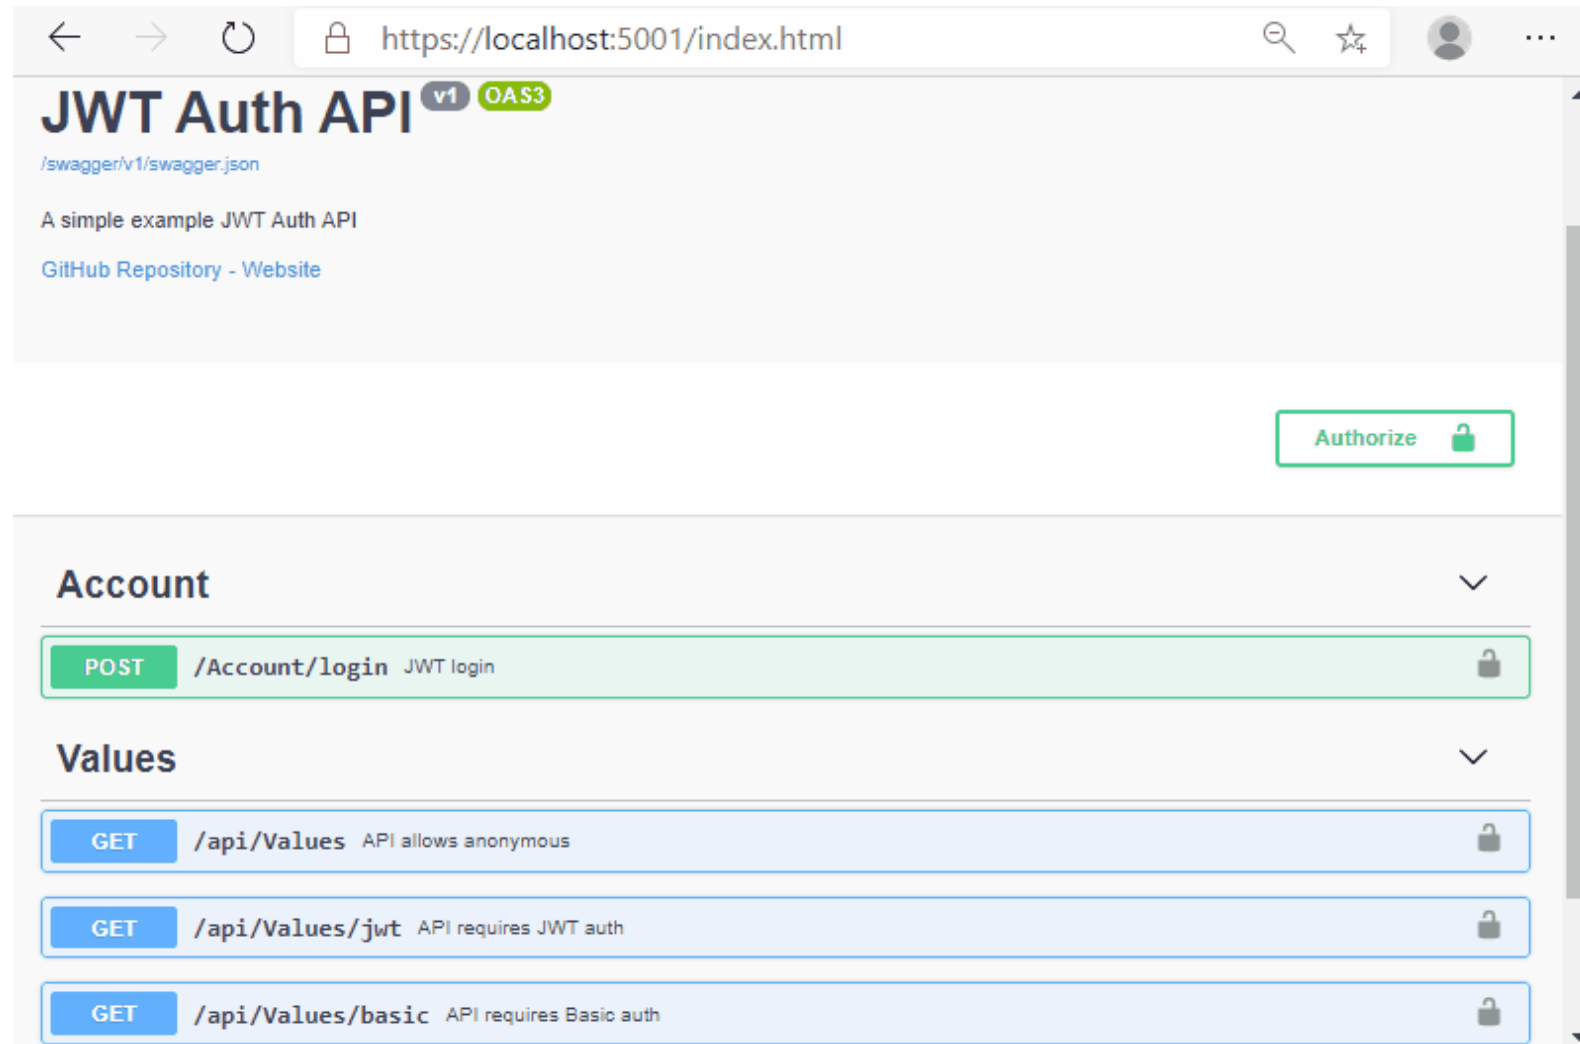 https://localhost:5001/index.html
JWT Auth API v1 OAS3
/swagger/v1/swagger.json
A simple example JWT Auth API
GitHub Repository - Website
Authorize
Account
POST /Account/login JWT login
Values
GET /api/Values API allows anonymous
GET /api/Values/jwt API requires JWT auth
GET /api/Values/basic API requires Basic auth